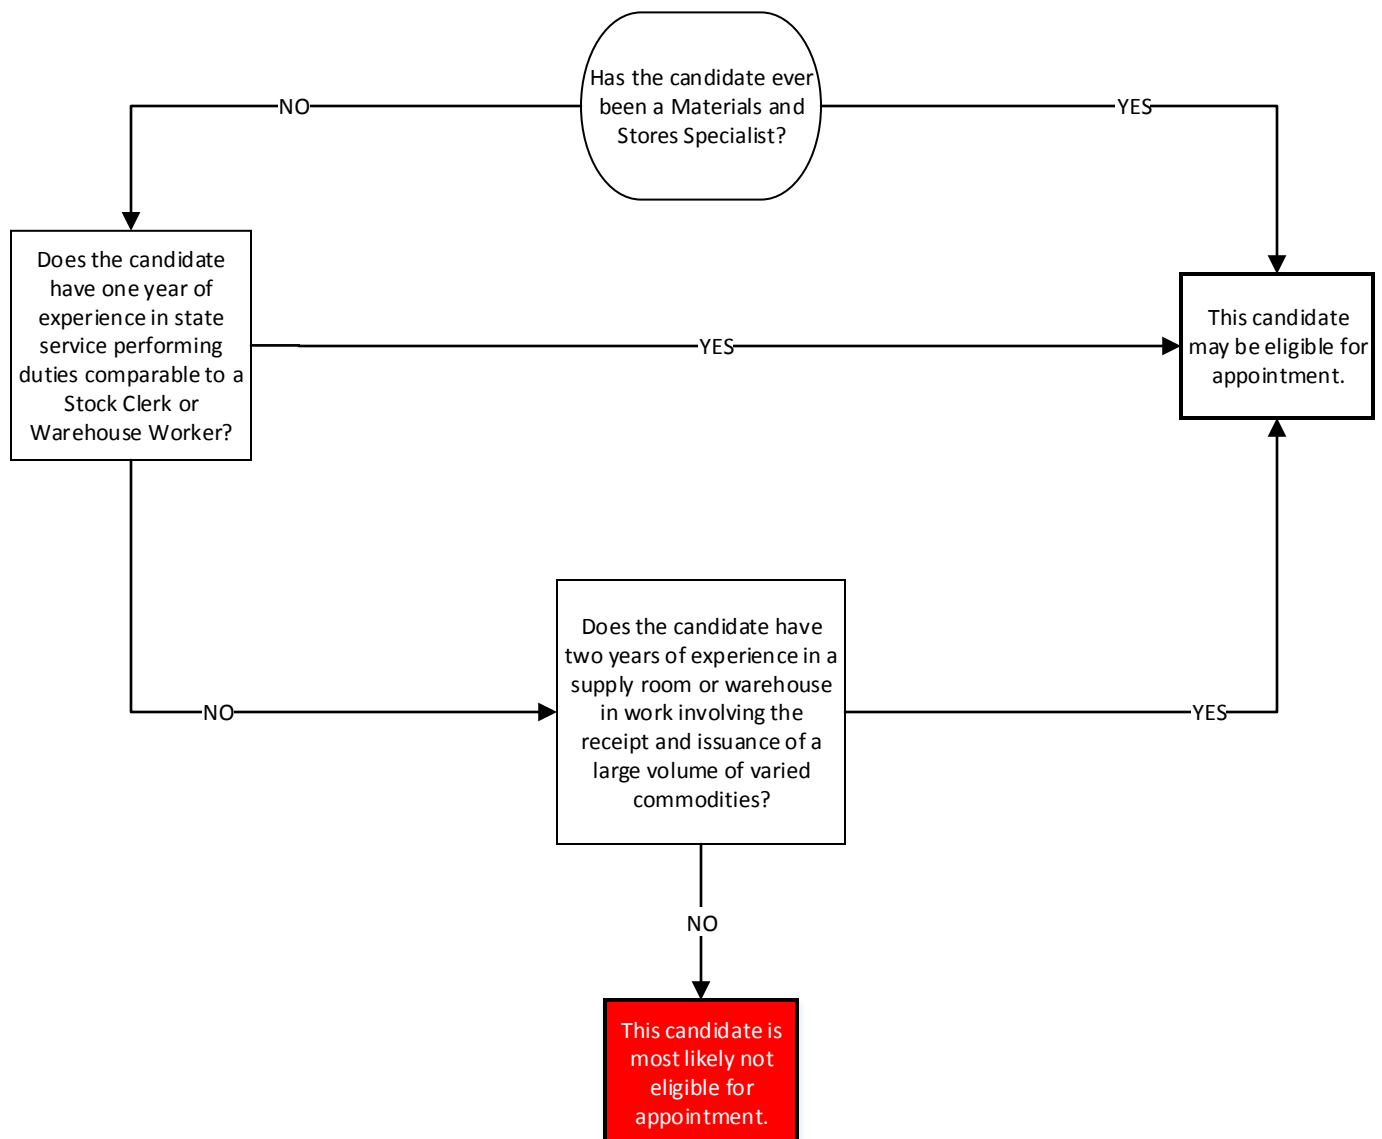 Has the candidate ever
been a Materials and
Stores Specialist?
NO
YES
Does the candidate
have one year of
experience in state
service performing
duties comparable to a
Stock Clerk or
Warehouse Worker?
YES
This candidate
may be eligible for
appointment.
Does the candidate have
two years of experience in a
supply room or warehouse
in work involving the
receipt and issuance of a
large volume of varied
commodities?
NO
YES
NO
This candidate is
most likely not
eligible for
appointment.